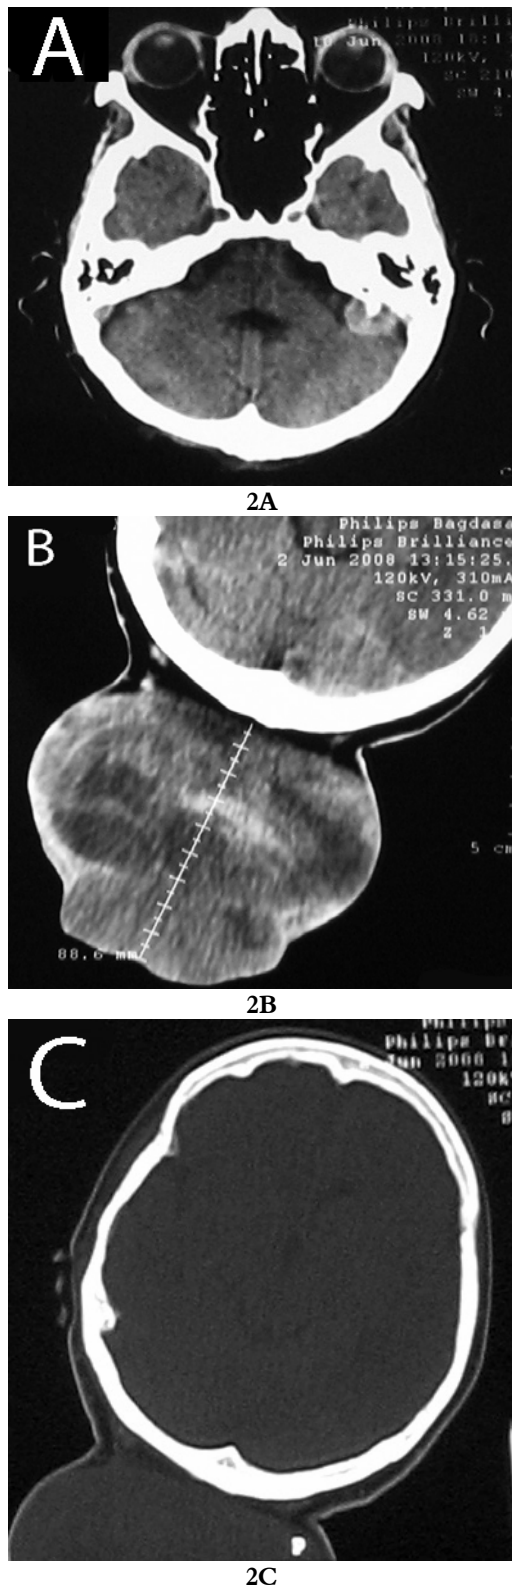 A
Philips Brilli
10 Jun 2008 18:1
120kV,
SC 210
SW 4.
Z
2A
B
Philips Bagdasa
Philips Brilliance
2 Jun 2008 13:15:25.
120kV, 310mA
SC 331.0 m
SW 4.62
Z 1
5 cm
88.6 mm
2B
C
Philips
Philips Br
Jun 2008 1
120k
2C